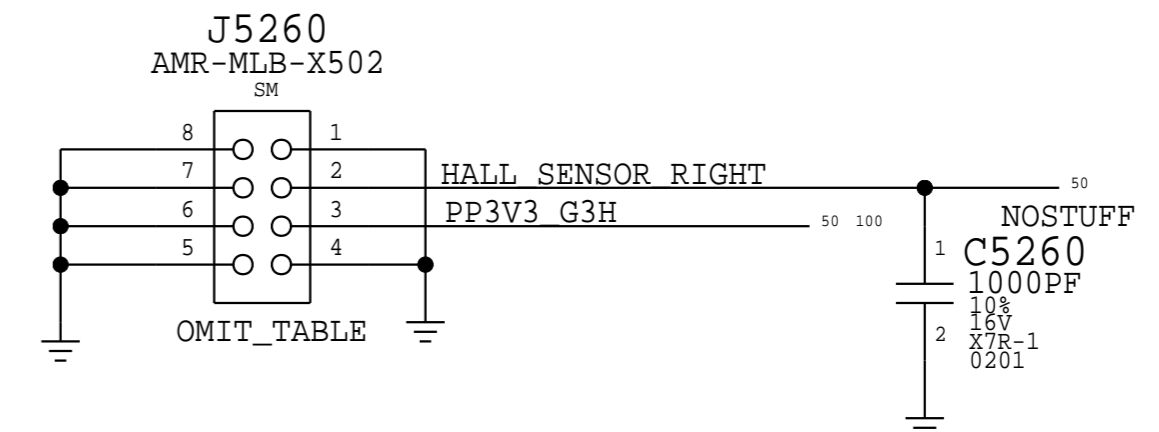 J5260
AMR-MLB-X502
SM
8 1
7 2 HALL_SENSOR_RIGHT 50
6 3 PP3V3_G3H 50 100
5 4
OMIT_TABLE
NOSTUFF
1 C5260
1000PF
10%
16V
2 X7R-1
0201